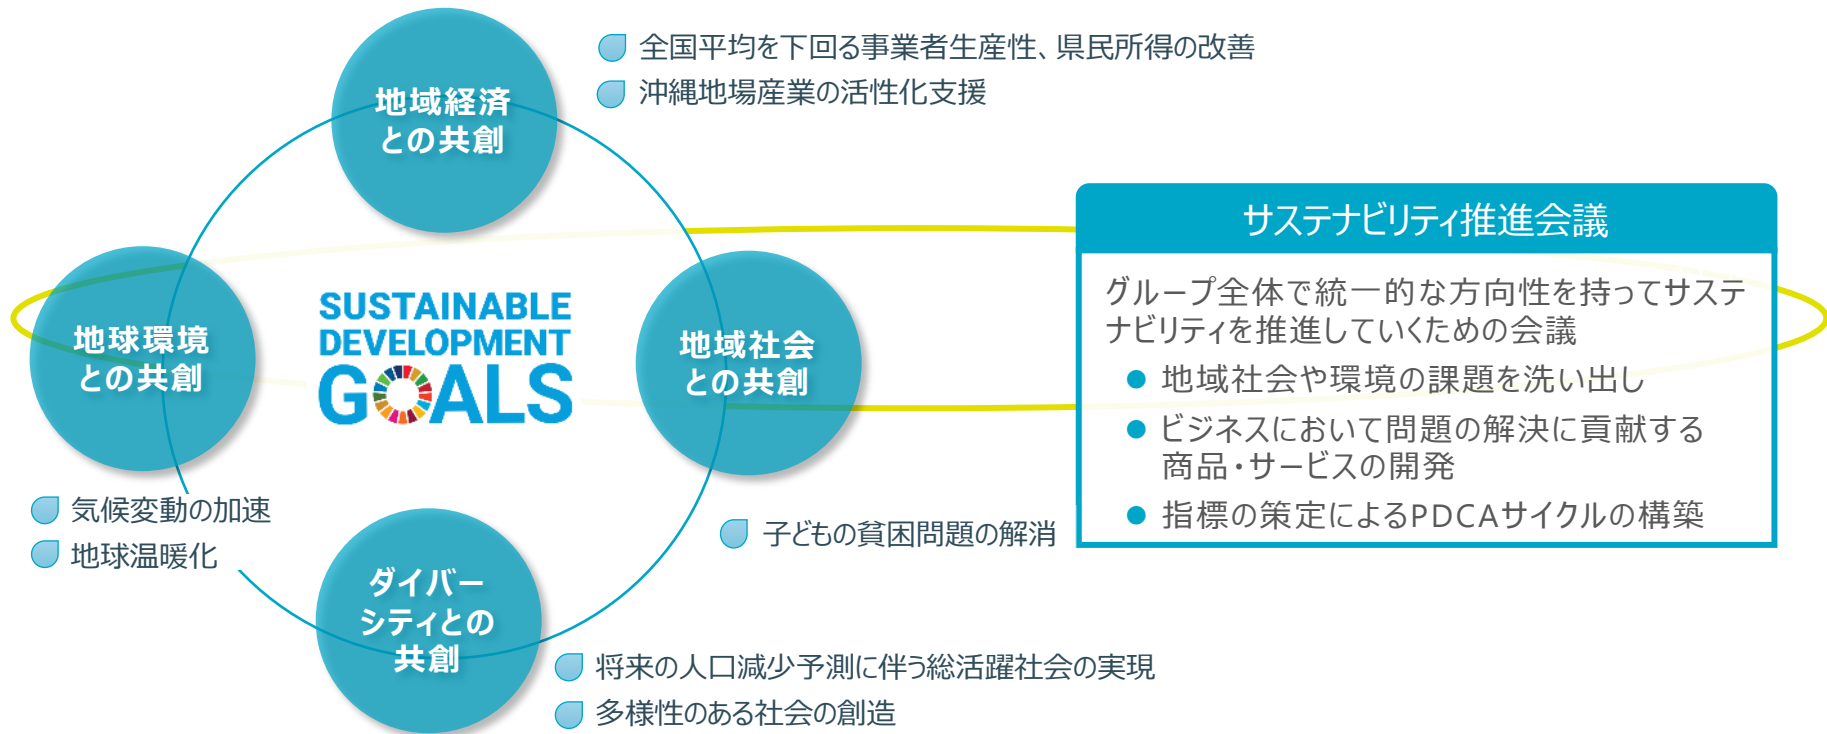 全国平均を下回る事業者生産性、県民所得の改善
沖縄地場産業の活性化支援
地域経済
との共創
サステナビリティ推進会議
グループ全体で統一的な方向性を持ってサステ
ナビリティを推進していくための会議
地域社会や環境の課題を洗い出し
ビジネスにおいて問題の解決に貢献する
商品・サービスの開発
指標の策定によるPDCAサイクルの構築
地球環境
との共創
SUSTAINABLE
DEVELOPMENT
GOALS
地域社会
との共創
気候変動の加速
地球温暖化
子どもの貧困問題の解消
ダイバー
シティとの
共創
将来の人口減少予測に伴う総活躍社会の実現
多様性のある社会の創造